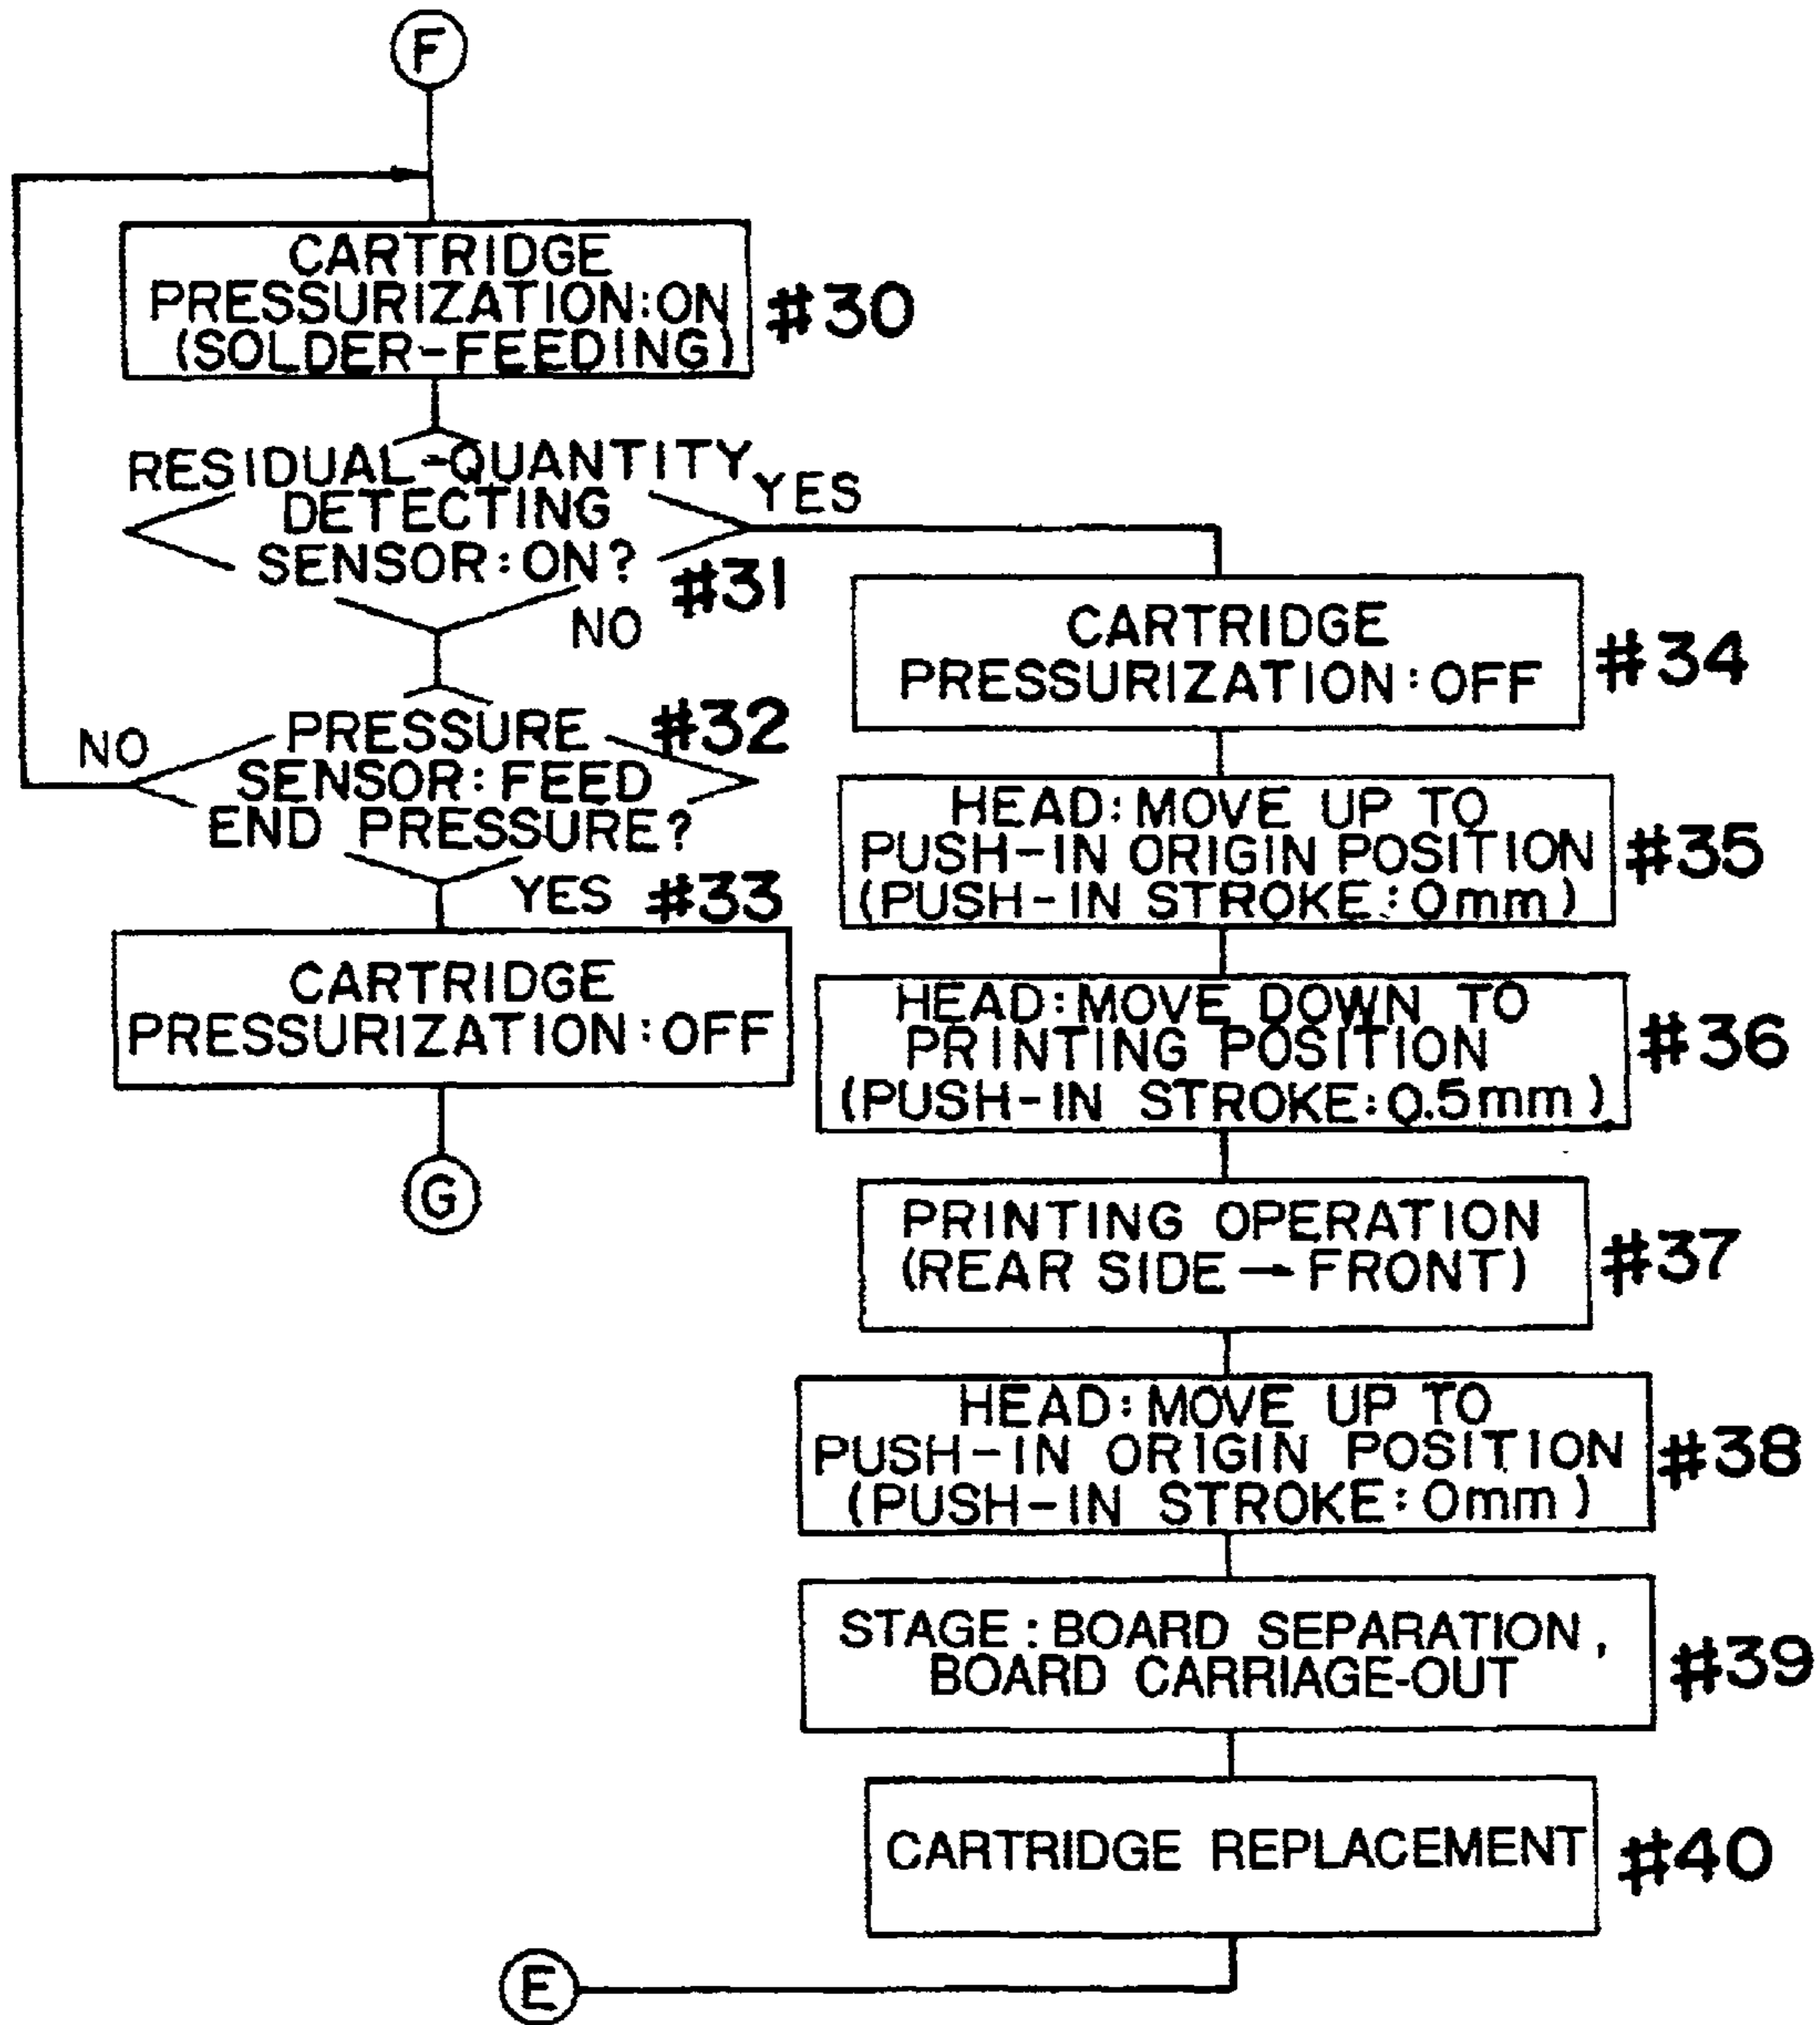 F
CARTRIDGE
PRESSURIZATION:ON
(SOLDER-FEEDING)
#30
RESIDUAL-QUANTITY
DETECTING
SENSOR:ON?
YES
#31
NO
PRESSURE
SENSOR:FEED
END PRESSURE?
#32
NO
YES
#33
CARTRIDGE
PRESSURIZATION:OFF
G
CARTRIDGE
PRESSURIZATION:OFF
#34
HEAD:MOVE UP TO
PUSH-IN ORIGIN POSITION
(PUSH-IN STROKE:0mm)
#35
HEAD:MOVE DOWN TO
PRINTING POSITION
(PUSH-IN STROKE:0.5mm)
#36
PRINTING OPERATION
(REAR SIDE→FRONT)
#37
HEAD:MOVE UP TO
PUSH-IN ORIGIN POSITION
(PUSH-IN STROKE:0mm)
#38
STAGE:BOARD SEPARATION,
BOARD CARRIAGE-OUT
#39
CARTRIDGE REPLACEMENT
#40
E